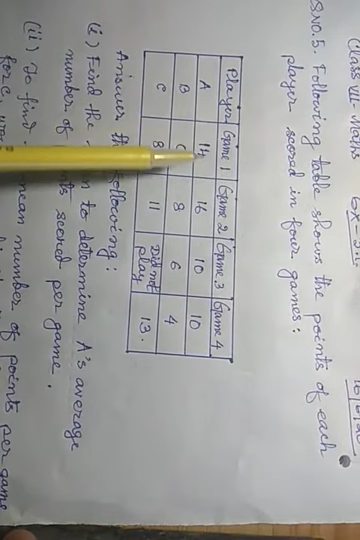 Class VII - Maths
Q.NO.5. Following table shows the points of each
player scored in four games:
Player Game 1 Game 2 Game 3 Game 4
A 14 16 10 10
B 8 6 4
C 8 11 Did not play 13.
Answer the following:
(i) Find the to determine A's average
number of scored per game.
(ii) To find mean number of points per game
for C,